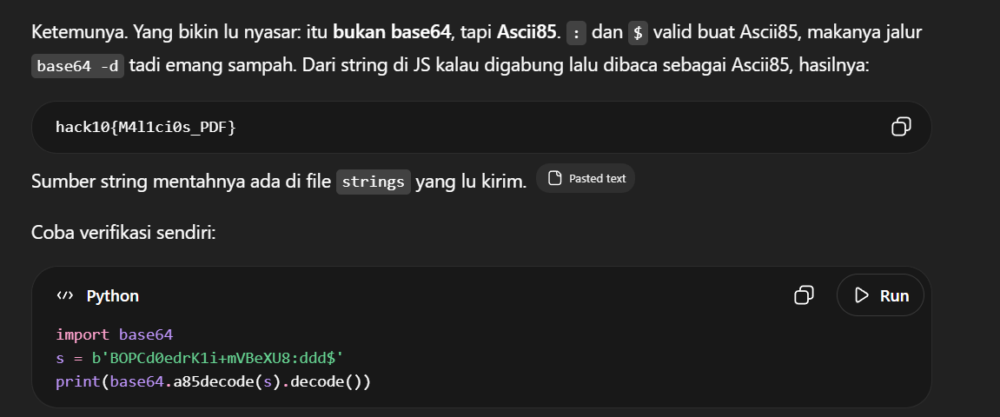 Ketemunya. Yang bikin lu nyasar: itu bukan base64, tapi Ascii85. : dan $ valid buat Ascii85, makanya jalur
base64 -d tadi emang sampah. Dari string di JS kalau digabung lalu dibaca sebagai Ascii85, hasilnya:
hack10{M4l1ci0s_PDF}
Sumber string mentahnya ada di file strings yang lu kirim. Pasted text
Coba verifikasi sendiri:
Python Run
import base64
s = b'BOPCd0edrK1i+mVBeXU8:ddd$'
print(base64.a85decode(s).decode())